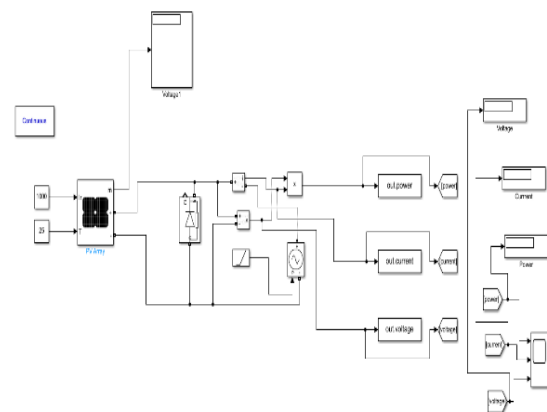 Voltage1
Continuous
1000
25
m
PV Array
x
out.power
[power]
out.current
[current]
out.voltage
[voltage]
Voltage
Current
Power
[power]
[current]
[voltage]